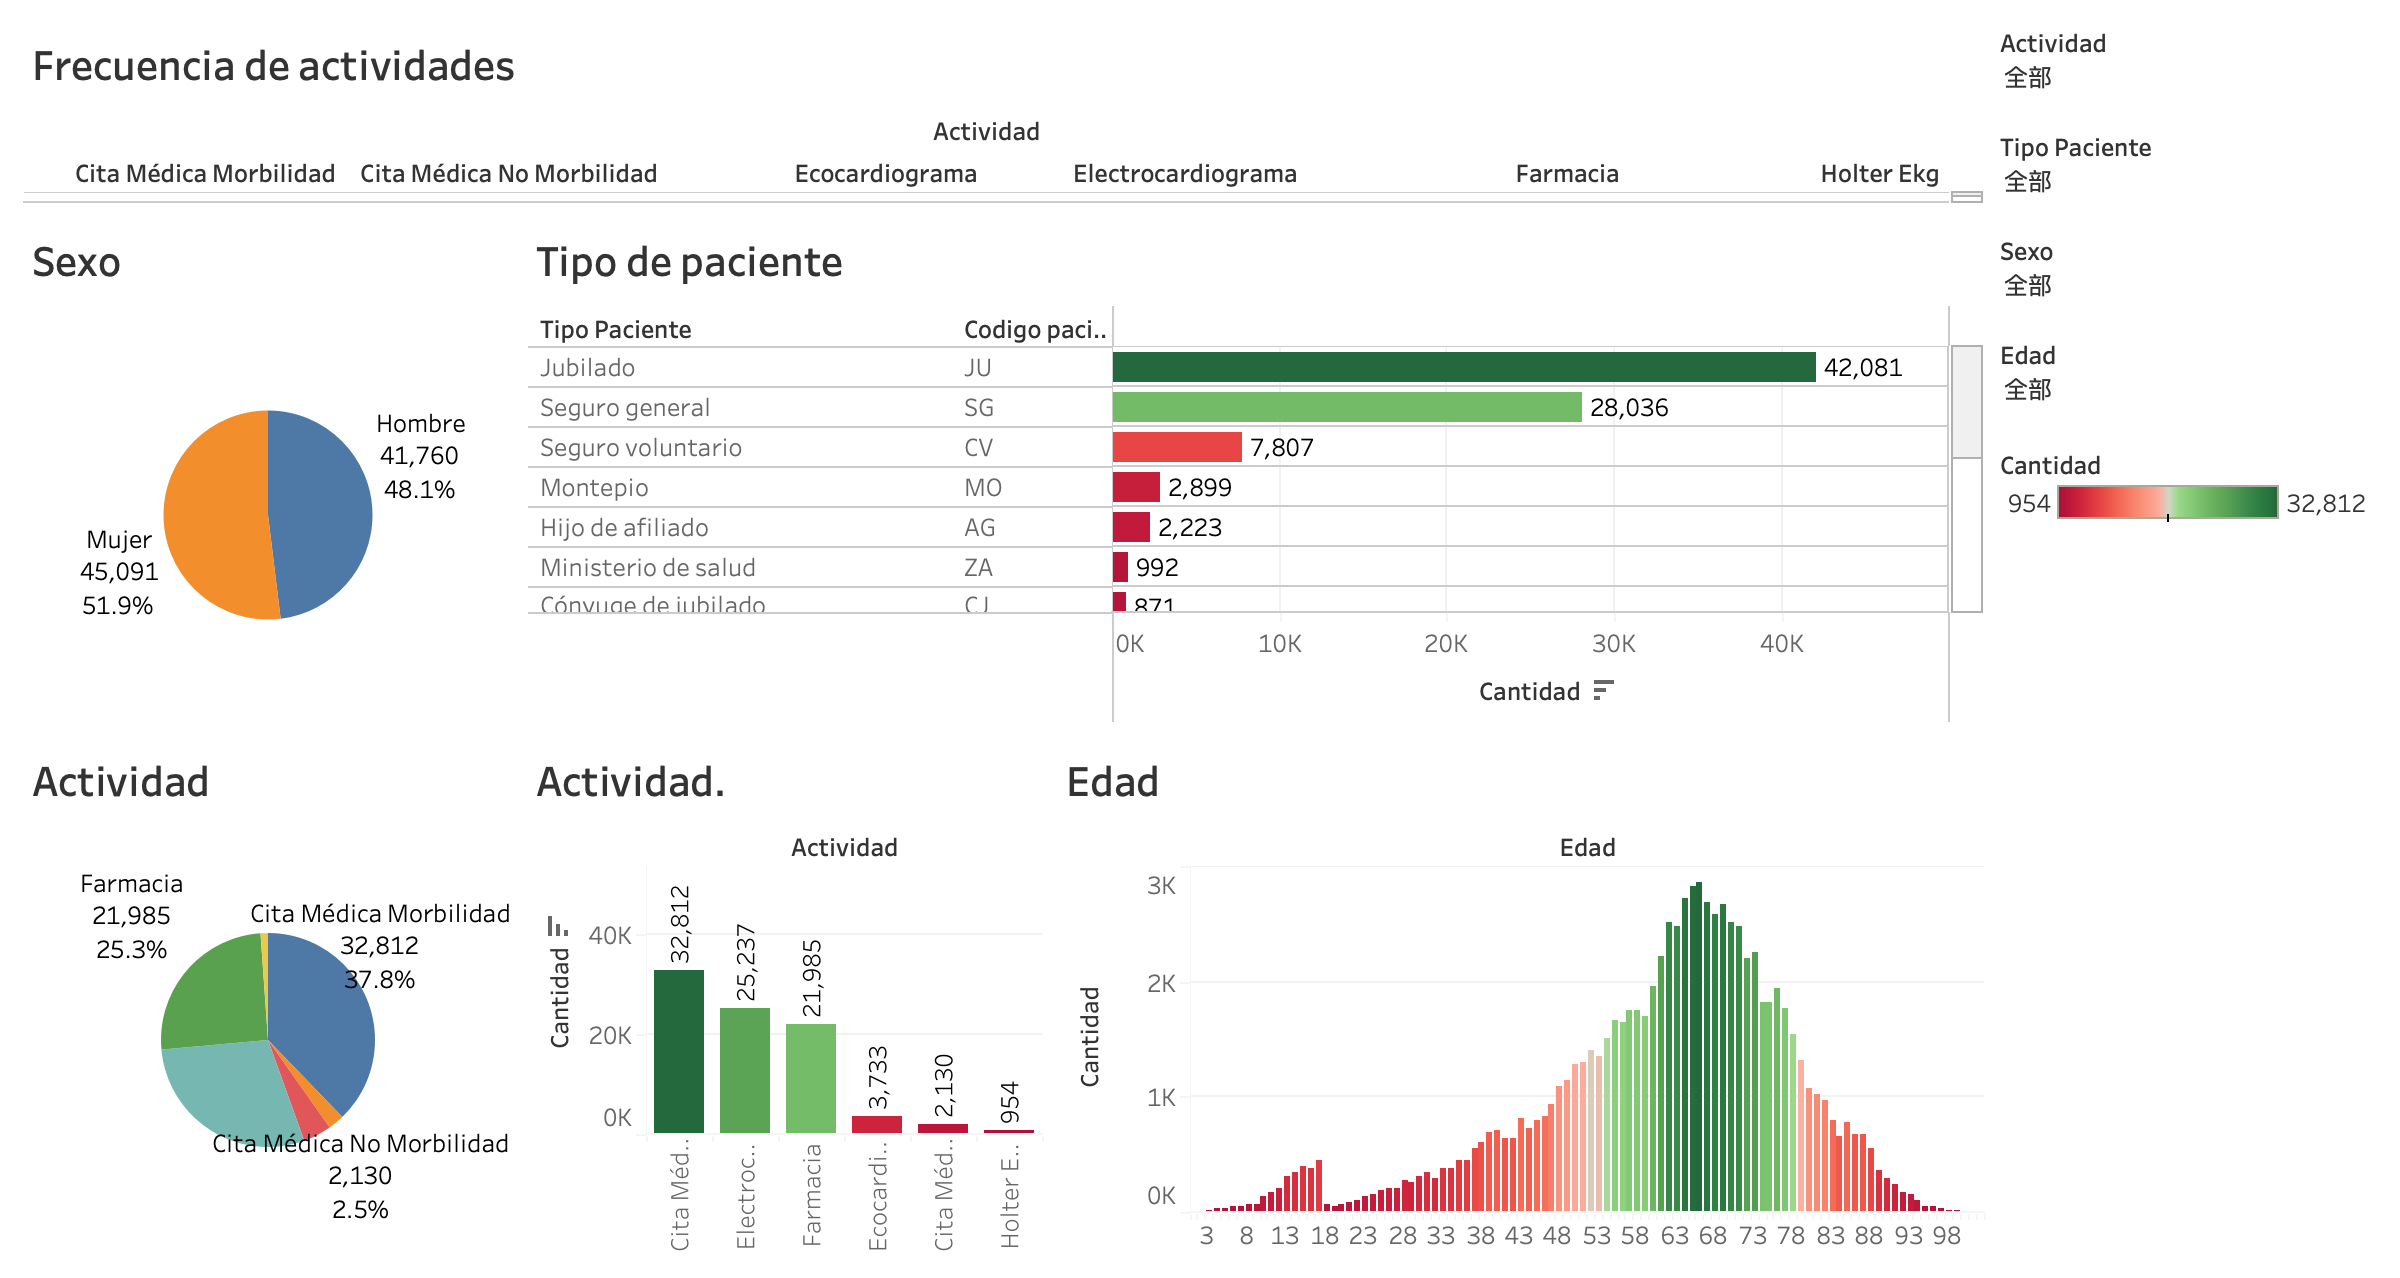 Frecuencia de actividades
Actividad
Cita Médica Morbilidad Cita Médica No Morbilidad Ecocardiograma Electrocardiograma Farmacia Holter Ekg
Actividad
全部
Tipo Paciente
全部
Sexo
全部
Edad
全部
Cantidad
954 32,812
Sexo
Hombre
41,760
48.1%
Mujer
45,091
51.9%
Tipo de paciente
Tipo Paciente Codigo paci..
Jubilado JU 42,081
Seguro general SG 28,036
Seguro voluntario CV 7,807
Montepio MO 2,899
Hijo de afiliado AG 2,223
Ministerio de salud ZA 992
Cónyuge de jubilado CJ 871
0K 10K 20K 30K 40K
Cantidad
Actividad
Farmacia
21,985
25.3%
Cita Médica Morbilidad
32,812
37.8%
Cita Médica No Morbilidad
2,130
2.5%
Actividad.
Actividad
Cantidad
40K
20K
0K
32,812 25,237 21,985 3,733 2,130 954
Cita Méd.. Electroc.. Farmacia Ecocardi.. Cita Méd.. Holter E..
Edad
Edad
Cantidad
3K
2K
1K
0K
3 8 13 18 23 28 33 38 43 48 53 58 63 68 73 78 83 88 93 98